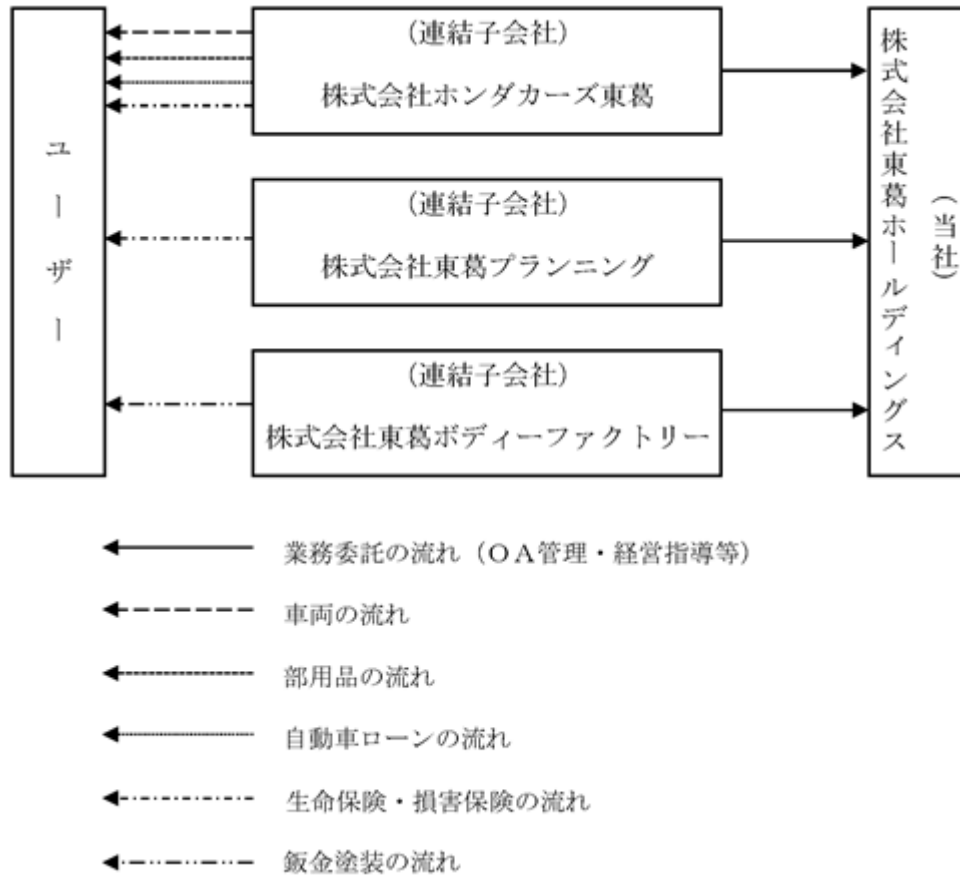 ユーザー
（連結子会社）
株式会社ホンダカーズ東葛
（連結子会社）
株式会社東葛プランニング
（連結子会社）
株式会社東葛ボディーファクトリー
株式会社東葛ホールディングス
（当社）
業務委託の流れ（ＯＡ管理・経営指導等）
車両の流れ
部用品の流れ
自動車ローンの流れ
生命保険・損害保険の流れ
鈑金塗装の流れ